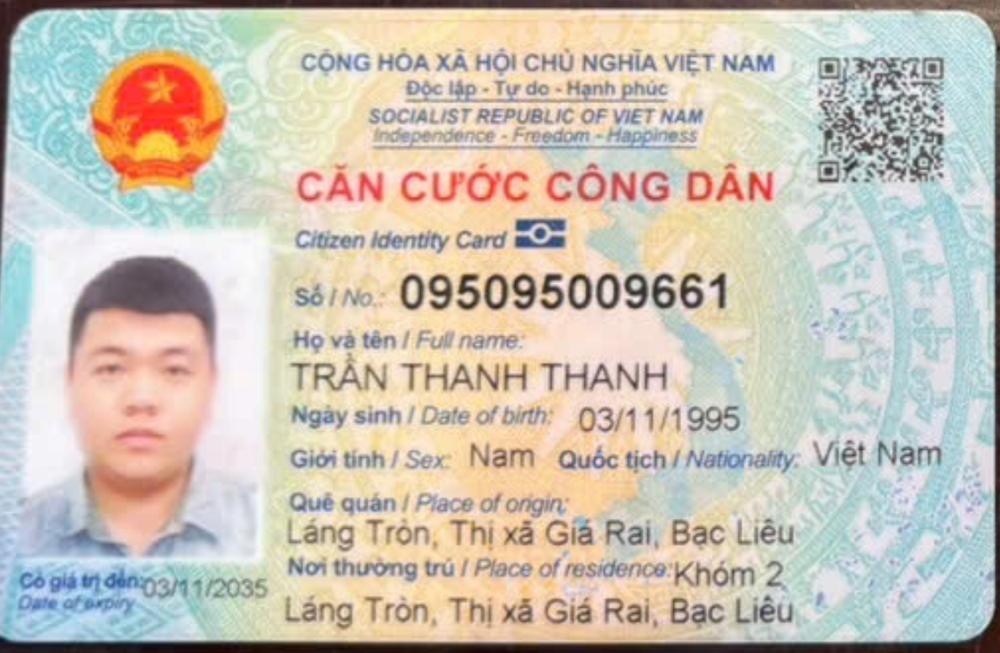 CỘNG HÒA XÃ HỘI CHỦ NGHĨA VIỆT NAM
Độc lập - Tự do - Hạnh phúc
SOCIALIST REPUBLIC OF VIET NAM
Independence - Freedom - Happiness
CĂN CƯỚC CÔNG DÂN
Citizen Identity Card
Số / No.: 095095009661
Họ và tên / Full name:
TRẦN THANH THANH
Ngày sinh / Date of birth: 03/11/1995
Giới tính / Sex: Nam Quốc tịch / Nationality: Việt Nam
Quê quán / Place of origin:
Láng Tròn, Thị xã Giá Rai, Bạc Liêu
Nơi thường trú / Place of residence: Khóm 2
Láng Tròn, Thị xã Giá Rai, Bạc Liêu
Có giá trị đến: 03/11/2035
Date of expiry